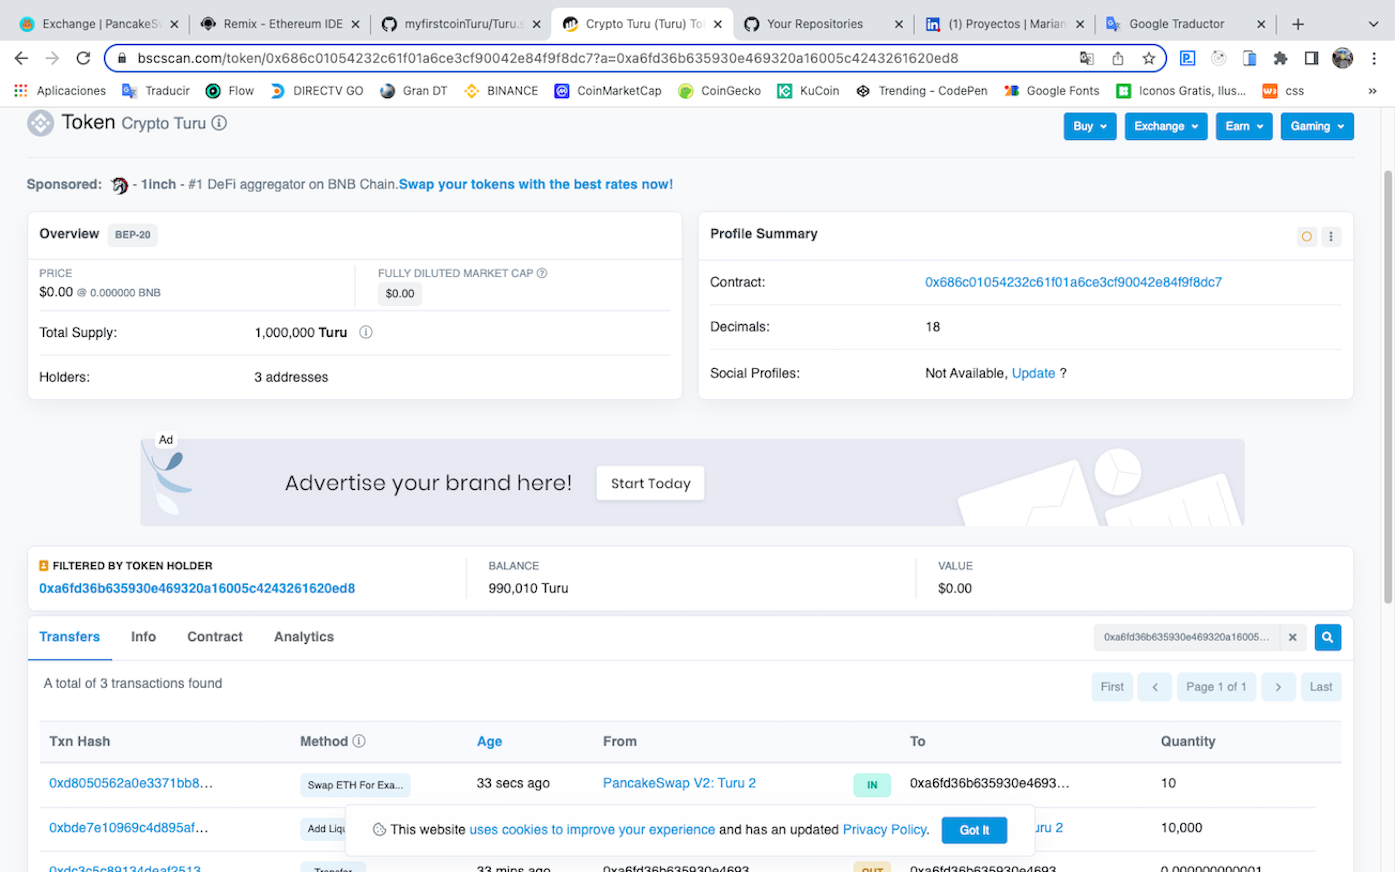 Exchange | PancakeSw
Remix - Ethereum IDE
myfirstcoinTuru/Turu.s
Crypto Turu (Turu) To
Your Repositories
(1) Proyectos | Marian
Google Traductor
bscscan.com/token/0x686c01054232c61f01a6ce3cf90042e84f9f8dc7?a=0xa6fd36b635930e469320a16005c4243261620ed8
Aplicaciones
Traducir
Flow
DIRECTV GO
Gran DT
BINANCE
CoinMarketCap
CoinGecko
KuCoin
Trending - CodePen
Google Fonts
Iconos Gratis, Ilus...
css
»
Token Crypto Turu
Buy
Exchange
Earn
Gaming
Sponsored: - 1inch - #1 DeFi aggregator on BNB Chain.Swap your tokens with the best rates now!
Overview BEP-20
PRICE
$0.00 @ 0.000000 BNB
FULLY DILUTED MARKET CAP
$0.00
Total Supply: 1,000,000 Turu
Holders: 3 addresses
Profile Summary
Contract: 0x686c01054232c61f01a6ce3cf90042e84f9f8dc7
Decimals: 18
Social Profiles: Not Available, Update ?
Ad
Advertise your brand here!
Start Today
FILTERED BY TOKEN HOLDER
0xa6fd36b635930e469320a16005c4243261620ed8
BALANCE
990,010 Turu
VALUE
$0.00
Transfers Info Contract Analytics
0xa6fd36b635930e469320a16005...
A total of 3 transactions found
First Page 1 of 1 Last
Txn Hash Method Age From To Quantity
0xd8050562a0e3371bb8... Swap ETH For Exa... 33 secs ago PancakeSwap V2: Turu 2 IN 0xa6fd36b635930e4693... 10
0xbde7e10969c4d895af... Add Liqu uru 2 10,000
This website uses cookies to improve your experience and has an updated Privacy Policy.
Got It
0xdc3c5c89134deaf2513 Transfer 33 mins ago 0xa6fd36b635930e4693 OUT 0xa6fd36b635930e4693 0.000000000001